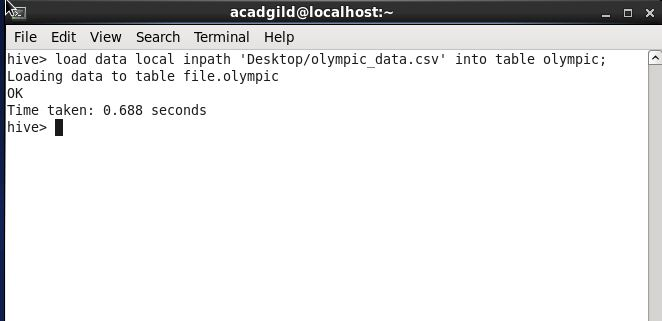 acadgild@localhost:~
File Edit View Search Terminal Help
hive> load data local inpath 'Desktop/olympic_data.csv' into table olympic;
Loading data to table file.olympic
OK
Time taken: 0.688 seconds
hive>